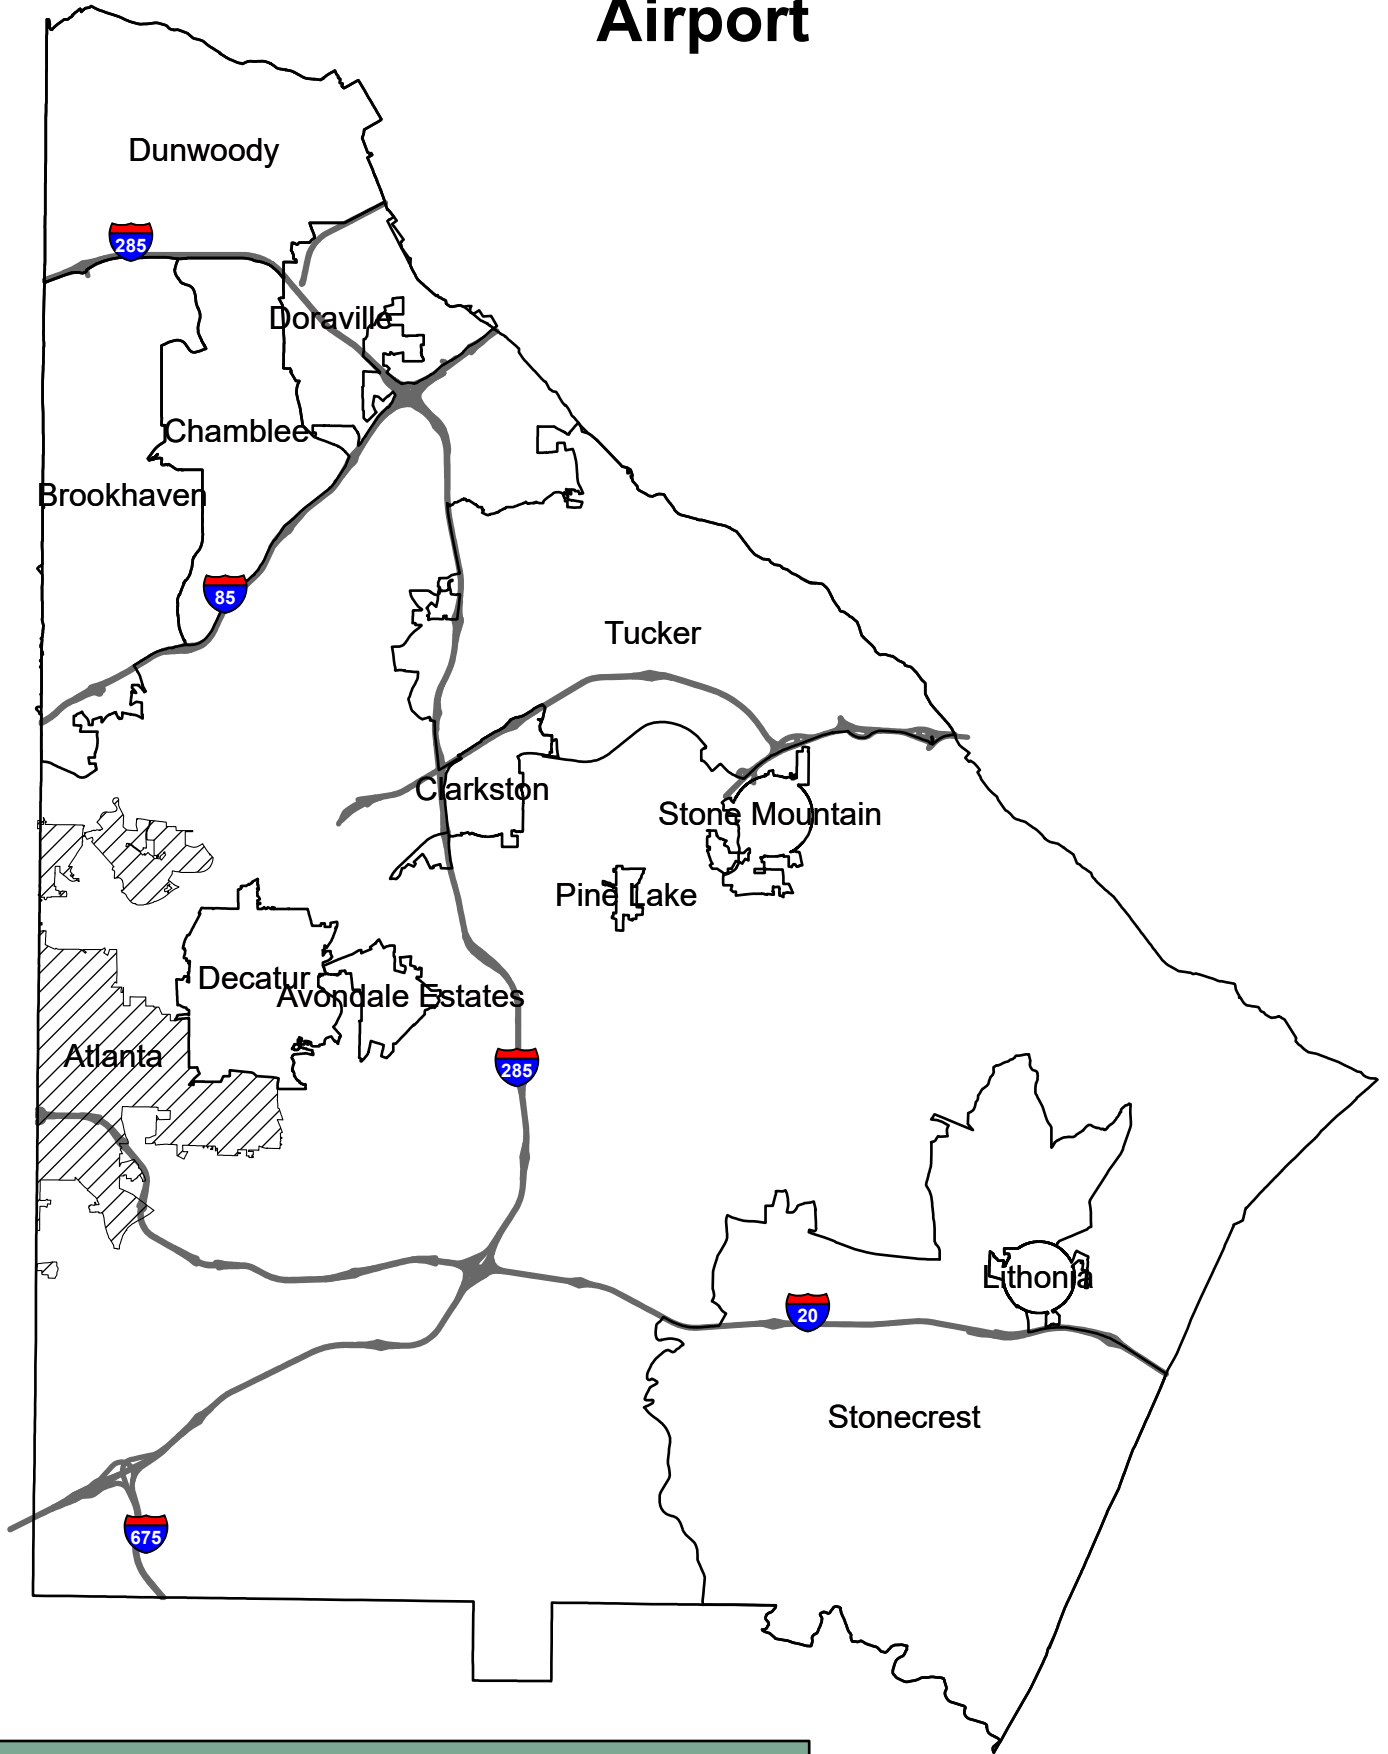 Airport
Dunwoody
285
Doraville
Chamblee
Brookhaven
85
Tucker
Clarkston
Stone Mountain
Pine Lake
Decatur
Avondale Estates
Atlanta
285
Lithonia
20
Stonecrest
675